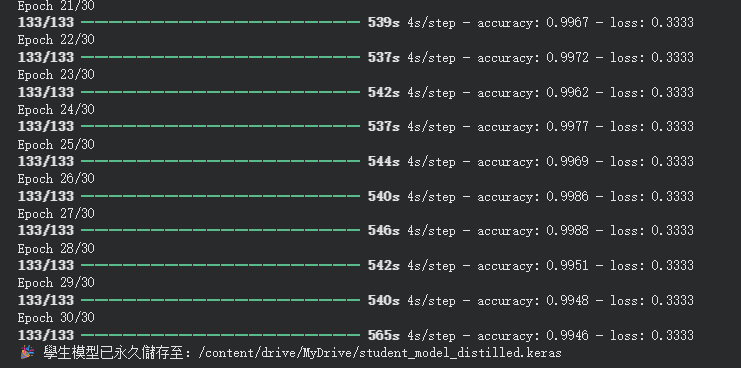 Epoch 21/30
133/133 ━━━━━━━━━━━━━━━━━━━━ 539s 4s/step - accuracy: 0.9967 - loss: 0.3333
Epoch 22/30
133/133 ━━━━━━━━━━━━━━━━━━━━ 537s 4s/step - accuracy: 0.9972 - loss: 0.3333
Epoch 23/30
133/133 ━━━━━━━━━━━━━━━━━━━━ 542s 4s/step - accuracy: 0.9962 - loss: 0.3333
Epoch 24/30
133/133 ━━━━━━━━━━━━━━━━━━━━ 537s 4s/step - accuracy: 0.9977 - loss: 0.3333
Epoch 25/30
133/133 ━━━━━━━━━━━━━━━━━━━━ 544s 4s/step - accuracy: 0.9969 - loss: 0.3333
Epoch 26/30
133/133 ━━━━━━━━━━━━━━━━━━━━ 540s 4s/step - accuracy: 0.9986 - loss: 0.3333
Epoch 27/30
133/133 ━━━━━━━━━━━━━━━━━━━━ 546s 4s/step - accuracy: 0.9988 - loss: 0.3333
Epoch 28/30
133/133 ━━━━━━━━━━━━━━━━━━━━ 542s 4s/step - accuracy: 0.9951 - loss: 0.3333
Epoch 29/30
133/133 ━━━━━━━━━━━━━━━━━━━━ 540s 4s/step - accuracy: 0.9948 - loss: 0.3333
Epoch 30/30
133/133 ━━━━━━━━━━━━━━━━━━━━ 565s 4s/step - accuracy: 0.9946 - loss: 0.3333
🎉 學生模型已永久儲存至: /content/drive/MyDrive/student_model_distilled.keras